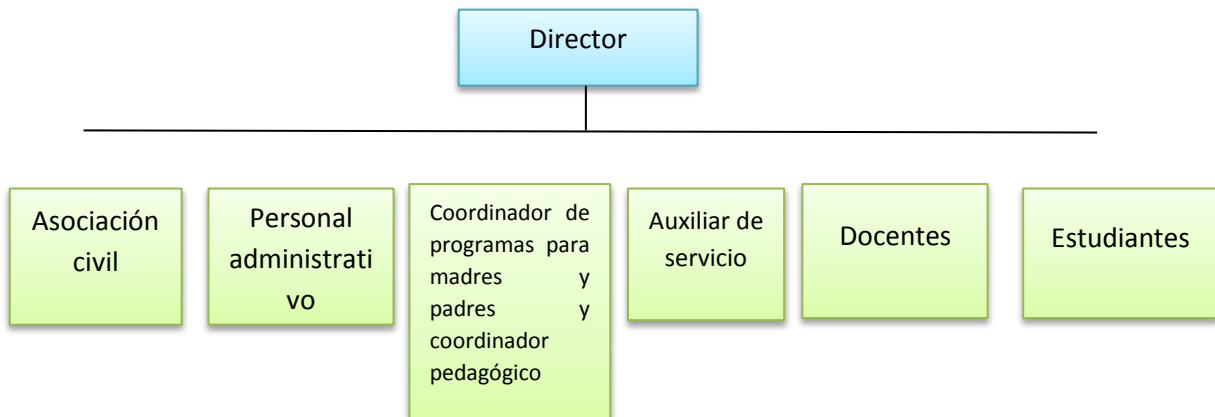 Director
Asociación
civil
Personal
administrati
vo
Coordinador de
programas para
madres y
padres y
coordinador
pedagógico
Auxiliar de
servicio
Docentes
Estudiantes